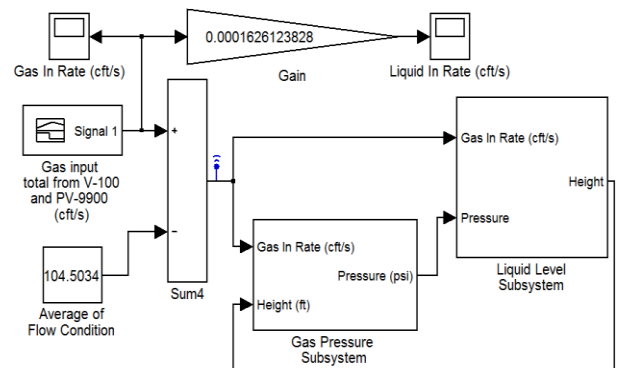 Gas In Rate (cft/s)
0.0001626123828
Gain
Liquid In Rate (cft/s)
Signal 1
Gas input
total from V-100
and PV-9900
(cft/s)
+
−
104.5034
Average of
Flow Condition
Sum4
Gas In Rate (cft/s)
Height (ft)
Pressure (psi)
Gas Pressure
Subsystem
Gas In Rate (cft/s)
Pressure
Height
Liquid Level
Subsystem